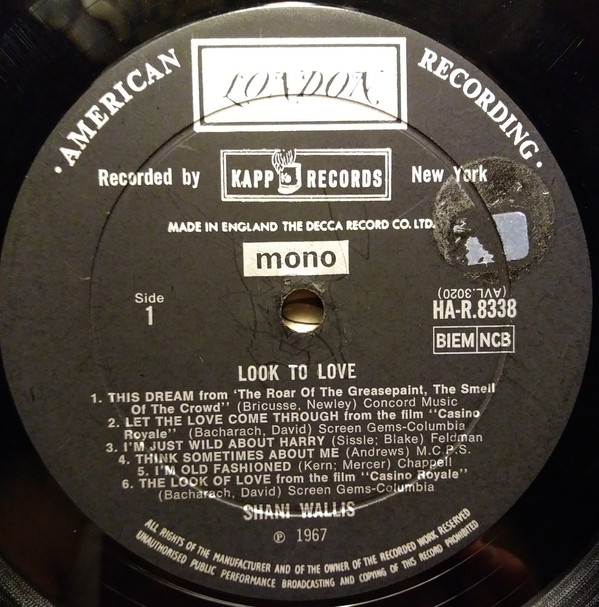 · AMERICAN RECORDING ·
LONDON
Recorded by KAPP RECORDS New York
MADE IN ENGLAND THE DECCA RECORD CO. LTD.
mono
Side
1
(AVL.3020)
HA-R.8338
BIEM NCB
LOOK TO LOVE
1. THIS DREAM from 'The Roar Of The Greasepaint, The Smell
Of The Crowd'' (Bricusse, Newley) Concord Music
2. LET THE LOVE COME THROUGH from the film ''Casino
Royale'' (Bacharach, David) Screen Gems-Columbia
3. I'M JUST WILD ABOUT HARRY (Sissle; Blake) Feldman
4. THINK SOMETIMES ABOUT ME (Andrews) M.C.P.S.
5. I'M OLD FASHIONED (Kern; Mercer) Chappell
6. THE LOOK OF LOVE from the film ''Casino Royale''
(Bacharach, David) Screen Gems-Columbia
SHANI WALLIS
℗ 1967
ALL RIGHTS OF THE MANUFACTURER AND OF THE OWNER OF THE RECORDED WORK RESERVED
UNAUTHORISED PUBLIC PERFORMANCE BROADCASTING AND COPYING OF THIS RECORD PROHIBITED